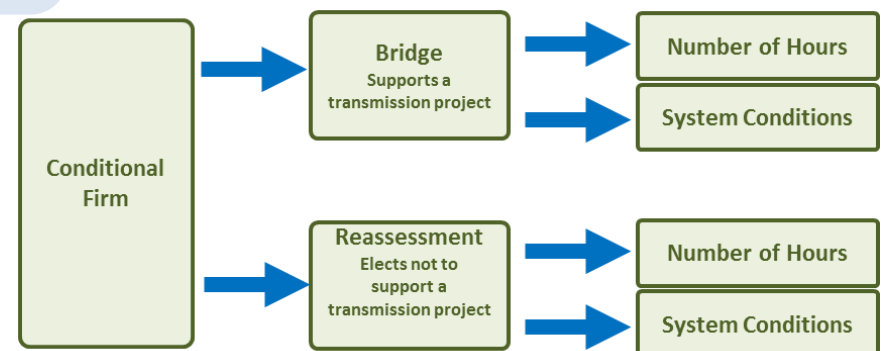 Conditional
Firm
Bridge
Supports a
transmission project
Number of Hours
System Conditions
Reassessment
Elects not to
support a
transmission project
Number of Hours
System Conditions